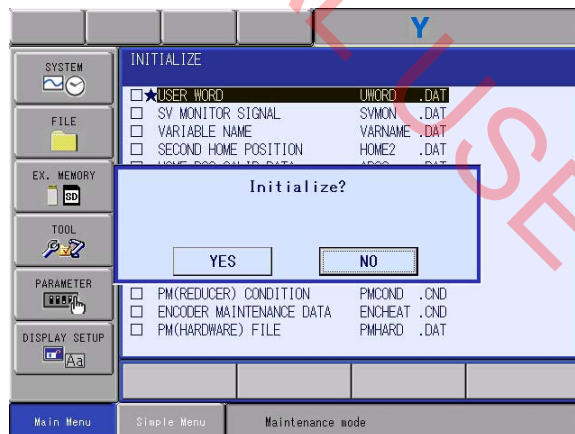 Y
SYSTEM
INITIALIZE
★USER WORD UWORD .DAT
SV MONITOR SIGNAL SVMON .DAT
VARIABLE NAME VARNAME .DAT
SECOND HOME POSITION HOME2 .DAT
FILE
EX. MEMORY
SD
Initialize?
YES NO
TOOL
PARAMETER
PM(REDUCER) CONDITION PMCOND .CND
ENCODER MAINTENANCE DATA ENCHEAT .CND
PM(HARDWARE) FILE PMHARD .DAT
DISPLAY SETUP
Aa
Main Menu Simple Menu Maintenance mode